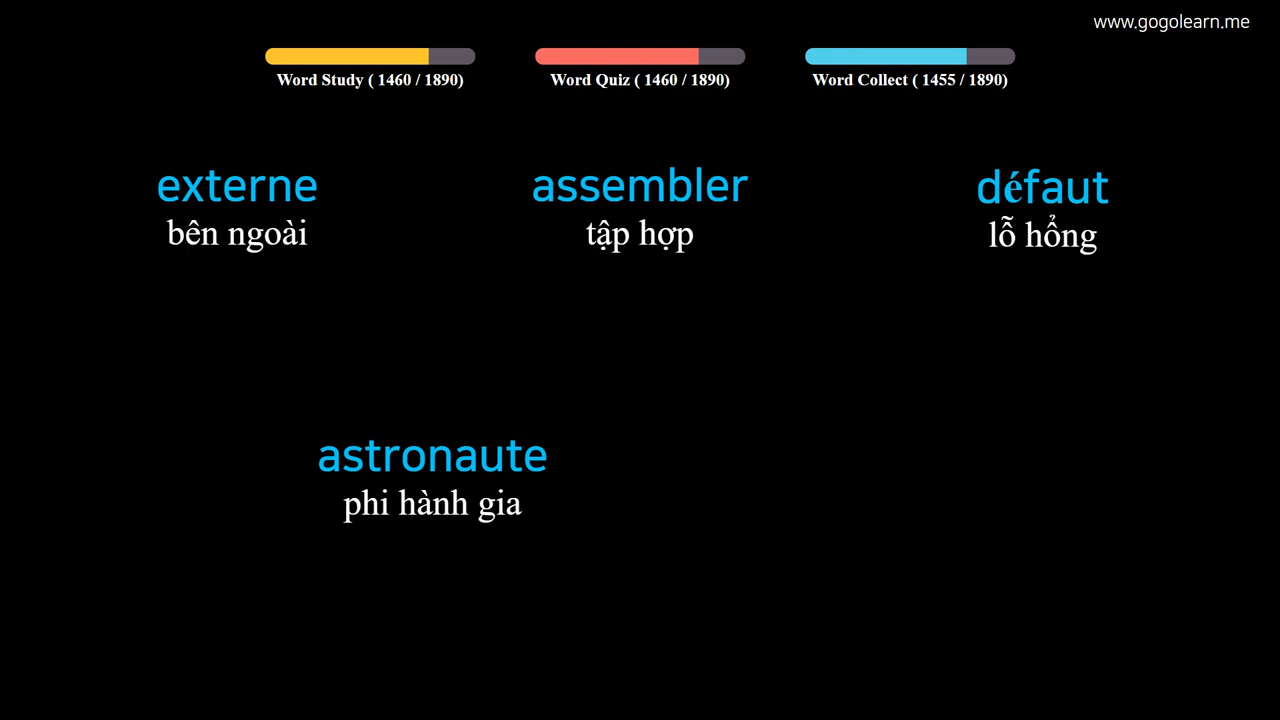 www.gogolearn.me
Word Study ( 1460 / 1890)
Word Quiz ( 1460 / 1890)
Word Collect ( 1455 / 1890)
externe
bên ngoài
assembler
tập hợp
défaut
lỗ hổng
astronaute
phi hành gia